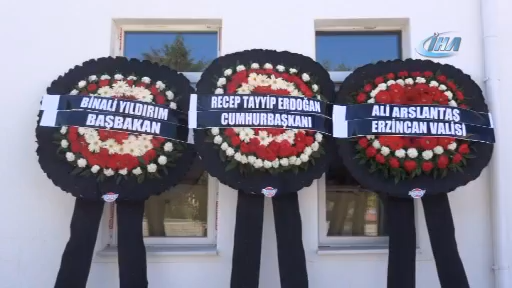 BİNALİ YILDIRIM
BAŞBAKAN
RECEP TAYYİP ERDOĞAN
CUMHURBAŞKANI
ALİ ARSLANTAŞ
ERZİNCAN VALİSİ
İHA